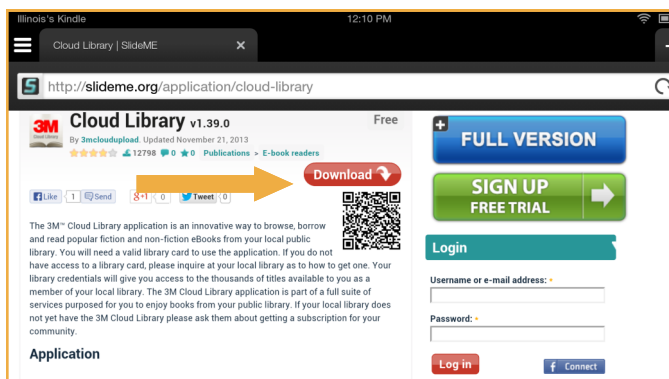 Illinois's Kindle
12:10 PM
Cloud Library | SlideME
http://slideme.org/application/cloud-library
3M
Cloud Library v1.39.0
Free
By 3mcloudupload. Updated November 21, 2013
12798 0 0 Publications > E-book readers
Download
Like 1 Send g+1 0 Tweet 0
The 3M™ Cloud Library application is an innovative way to browse, borrow
and read popular fiction and non-fiction eBooks from your local public
library. You will need a valid library card to use the application. If you do not
have access to a library card, please inquire at your local library as to how to get one. Your
library credentials will give you access to the thousands of titles available to you as a
member of your local library. The 3M Cloud Library application is part of a full suite of
services purposed for you to enjoy books from your public library. If your local library does
not yet have the 3M Cloud Library please ask them about getting a subscription for your
community.
Application
FULL VERSION
SIGN UP
FREE TRIAL
Login
Username or e-mail address: *
Password: *
Log in
f Connect